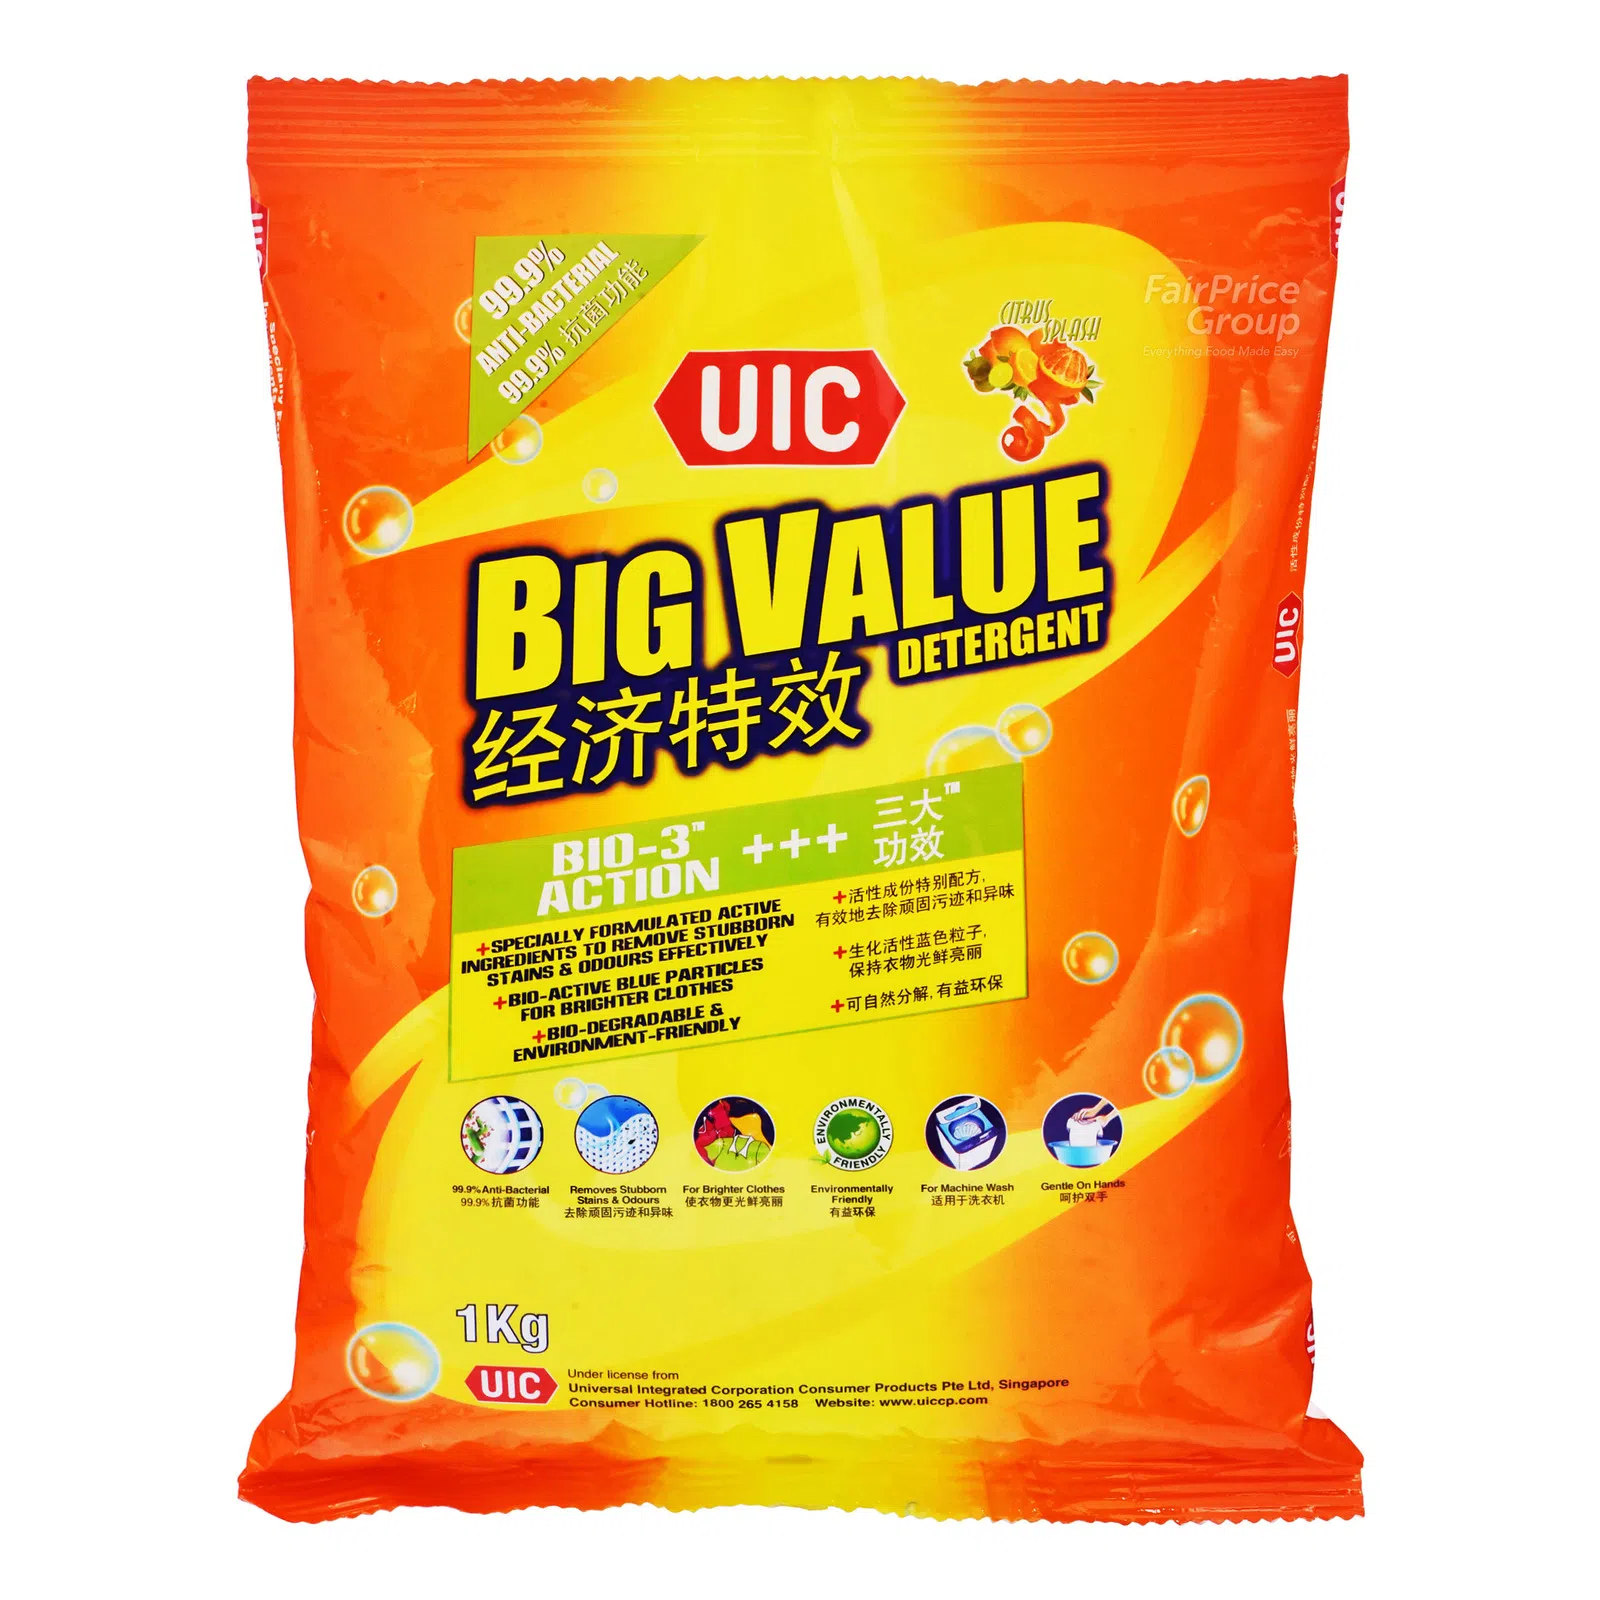 99.9%
ANTI-BACTERIAL
99.9% 抗菌功能
CITRUS
SPLASH
FairPrice
Group
Everything Food Made Easy
UIC
BIG VALUE
DETERGENT
经济特效
BIO-3™
ACTION
+++
三大™
功效
+SPECIALLY FORMULATED ACTIVE
INGREDIENTS TO REMOVE STUBBORN
STAINS & ODOURS EFFECTIVELY
+BIO-ACTIVE BLUE PARTICLES
FOR BRIGHTER CLOTHES
+BIO-DEGRADABLE &
ENVIRONMENT-FRIENDLY
+活性成份特别配方,
有效地去除顽固污迹和异味
+生化活性蓝色粒子,
保持衣物光鲜亮丽
+可自然分解, 有益环保
ENVIRONMENTALLY
FRIENDLY
99.9% Anti-Bacterial
99.9% 抗菌功能
Removes Stubborn
Stains & Odours
去除顽固污迹和异味
For Brighter Clothes
使衣物更光鲜亮丽
Environmentally
Friendly
有益环保
For Machine Wash
适用于洗衣机
Gentle On Hands
呵护双手
1Kg
UIC
Under license from
Universal Integrated Corporation Consumer Products Pte Ltd, Singapore
Consumer Hotline: 1800 265 4158 Website: www.uiccp.com
UIC